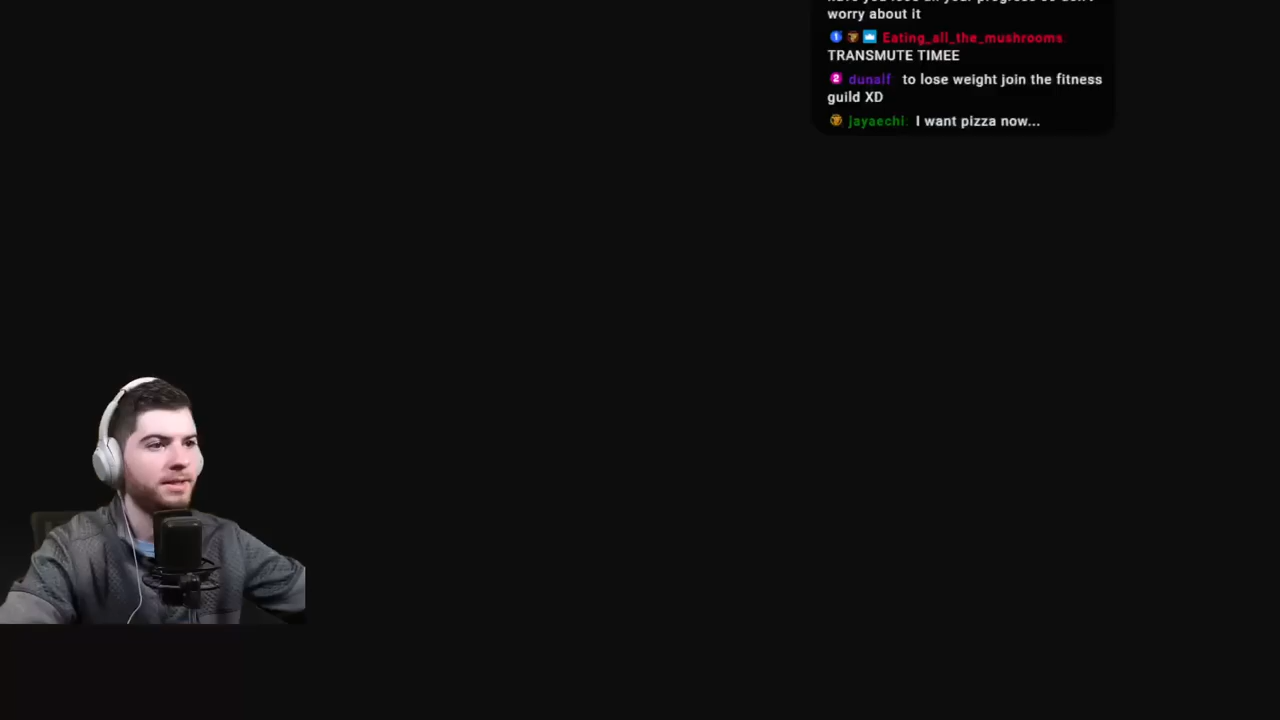 worry about it
Eating_all_the_mushrooms
TRANSMUTE TIMEE
dunalf to lose weight join the fitness
guild XD
jayaechi: I want pizza now...